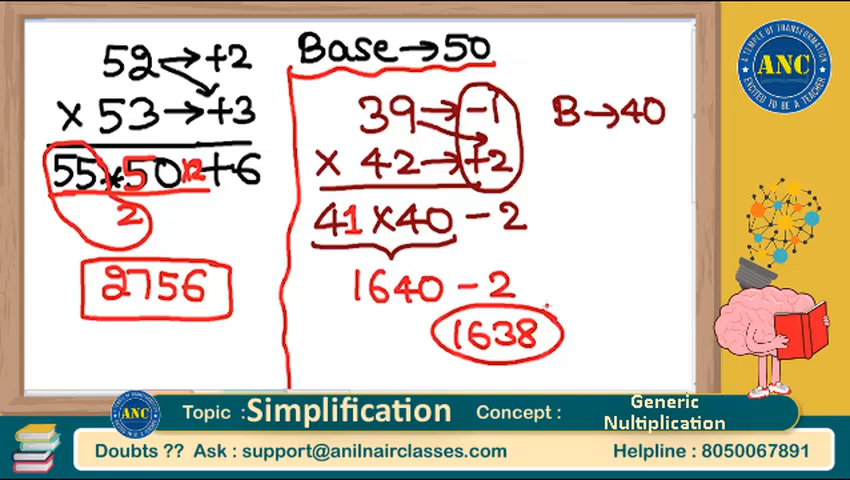 52 → +2
× 53 → +3
55 × 50 ×2 + 6
2
2756
Base → 50
39 → -1
× 42 → +2
41 × 40 - 2
1640 - 2
1638
B → 40
A TEMPLE OF TRANSFORMATION
ANC
EXCITED TO BE A TEACHER
ANC
Topic : Simplification Concept : Generic
Nultiplication
Doubts ?? Ask : support@anilnairclasses.com Helpline : 8050067891